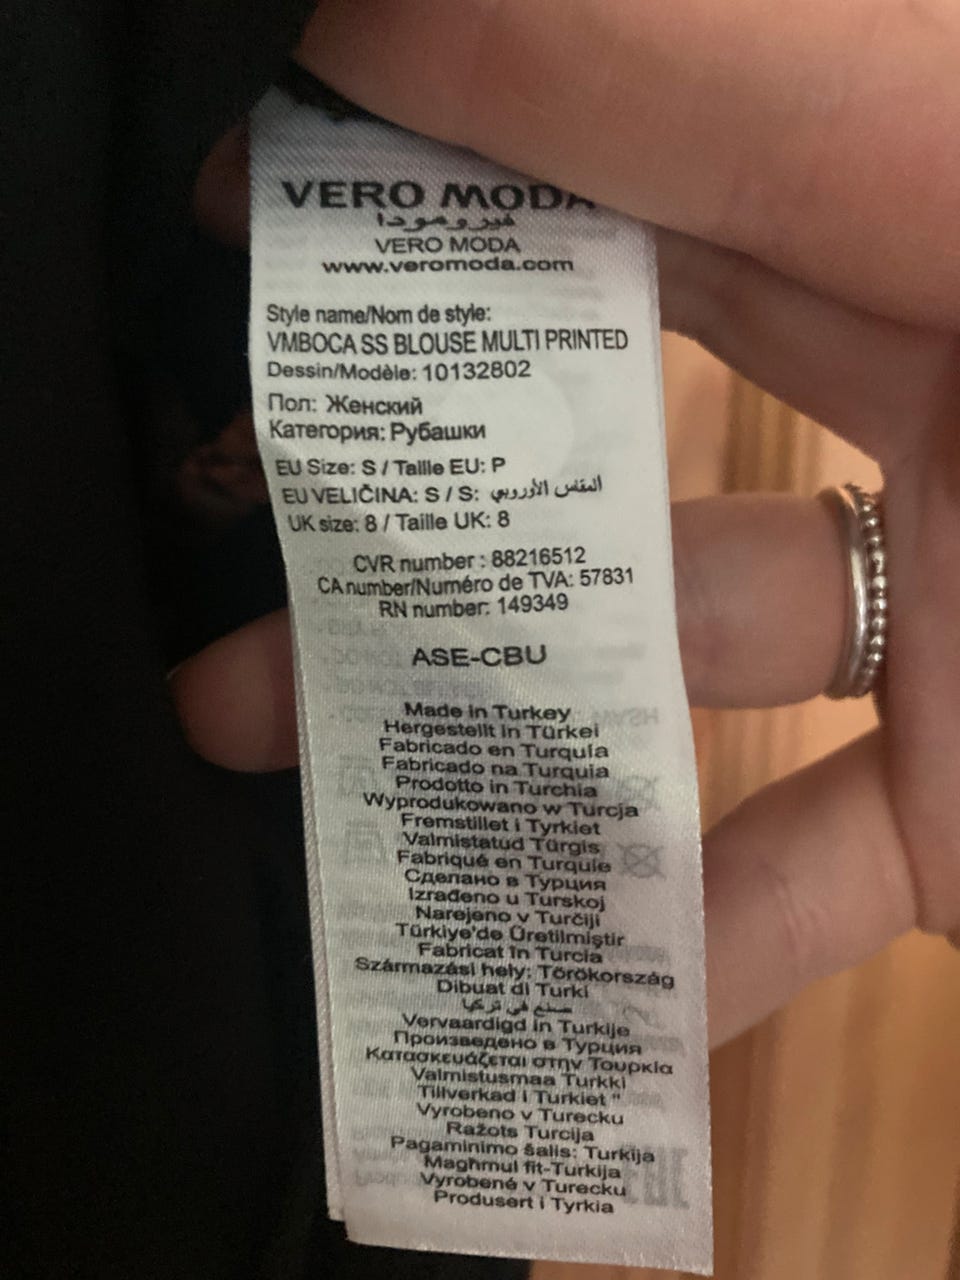 VERO MODA
فيرومودا
VERO MODA
www.veromoda.com
Style name/Nom de style:
VMBOCA SS BLOUSE MULTI PRINTED
Dessin/Modèle: 10132802
Пол: Женский
Категория: Рубашки
EU Size: S / Taille EU: P
EU VELIČINA: S / S: المقاس الأوروبي
UK size: 8 / Taille UK: 8
CVR number : 88216512
CA number/Numéro de TVA: 57831
RN number: 149349
ASE-CBU
Made in Turkey
Hergestellt in Türkei
Fabricado en Turquía
Fabricado na Turquia
Prodotto in Turchia
Wyprodukowano w Turcja
Fremstillet i Tyrkiet
Valmistatud Türgis
Fabriqué en Turquie
Сделано в Турция
Izrađeno u Turskoj
Narejeno v Turčiji
Türkiye'de Üretilmiştir
Fabricat în Turcia
Származási hely: Törökország
Dibuat di Turki
صنع في تركيا
Vervaardigd in Turkije
Произведено в Турция
Κατασκευάζεται στην Τουρκία
Valmistusmaa Turkki
Tillverkad i Turkiet "
Vyrobeno v Turecku
Ražots Turcija
Pagaminimo šalis: Turkija
Magħmul fit-Turkija
Vyrobené v Turecku
Produsert i Tyrkia